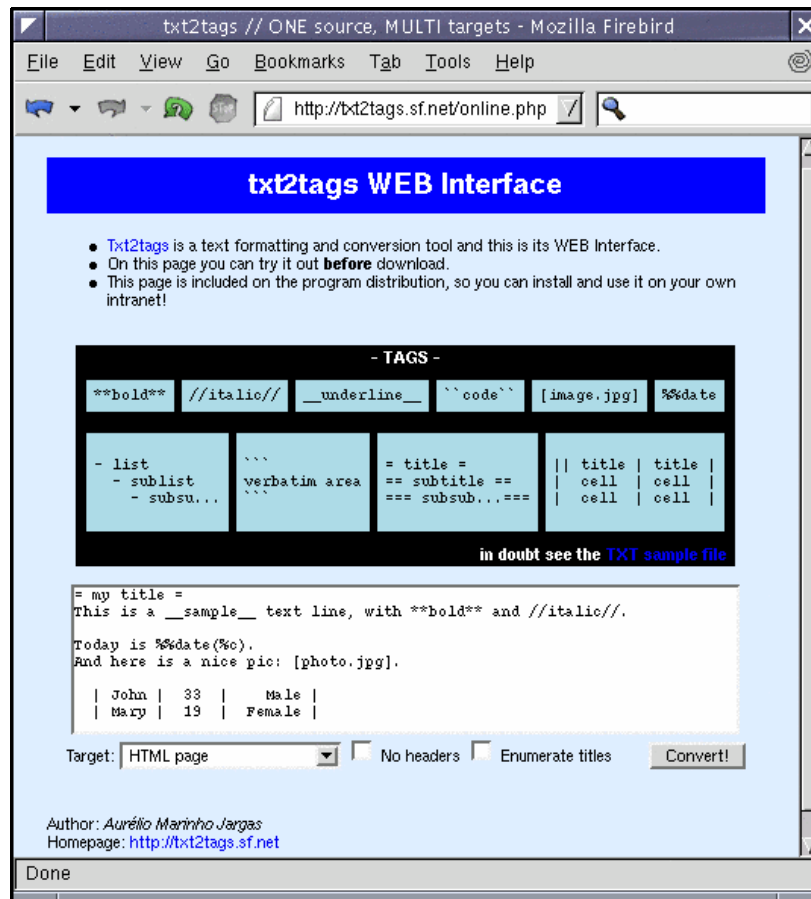 txt2tags // ONE source, MULTI targets - Mozilla Firebird
File Edit View Go Bookmarks Tab Tools Help
http://txt2tags.sf.net/online.php
txt2tags WEB Interface
Txt2tags is a text formatting and conversion tool and this is its WEB Interface.
On this page you can try it out before download.
This page is included on the program distribution, so you can install and use it on your own
intranet!
- TAGS -
**bold** //italic// __underline__ ``code`` [image.jpg] %%date
- list
- sublist
- subsu...
```
verbatim area
```
= title =
== subtitle ==
=== subsub...===
|| title | title |
| cell | cell |
| cell | cell |
in doubt see the TXT sample file
= my title =
This is a __sample__ text line, with **bold** and //italic//.
Today is %%date(%c).
And here is a nice pic: [photo.jpg].
| John | 33 | Male |
| Mary | 19 | Female |
Target: HTML page No headers Enumerate titles Convert!
Author: Aurélio Marinho Jargas
Homepage: http://txt2tags.sf.net
Done